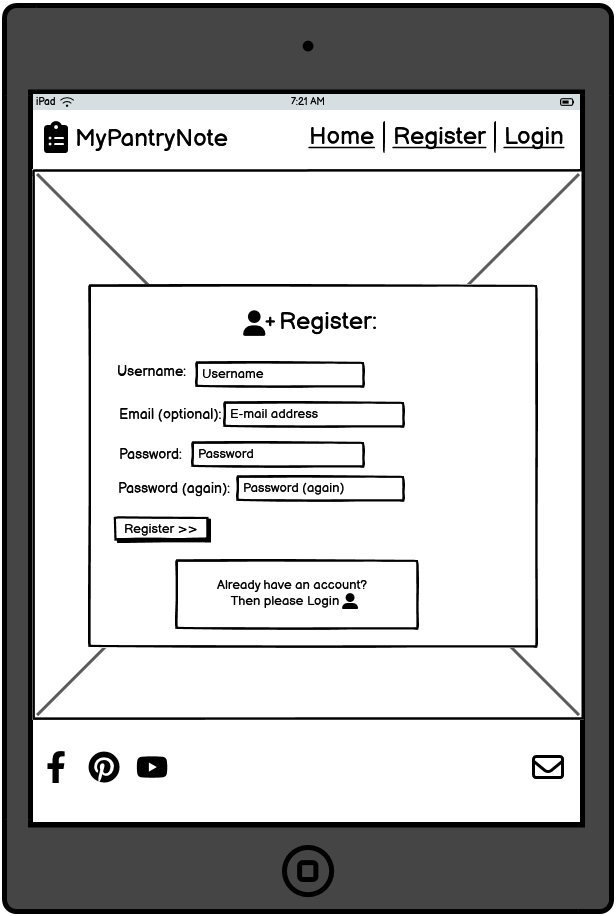 iPad 7:21 AM
MyPantryNote Home Register Login
Register:
Username: Username
Email (optional): E-mail address
Password: Password
Password (again): Password (again)
Register >>
Already have an account?
Then please Login